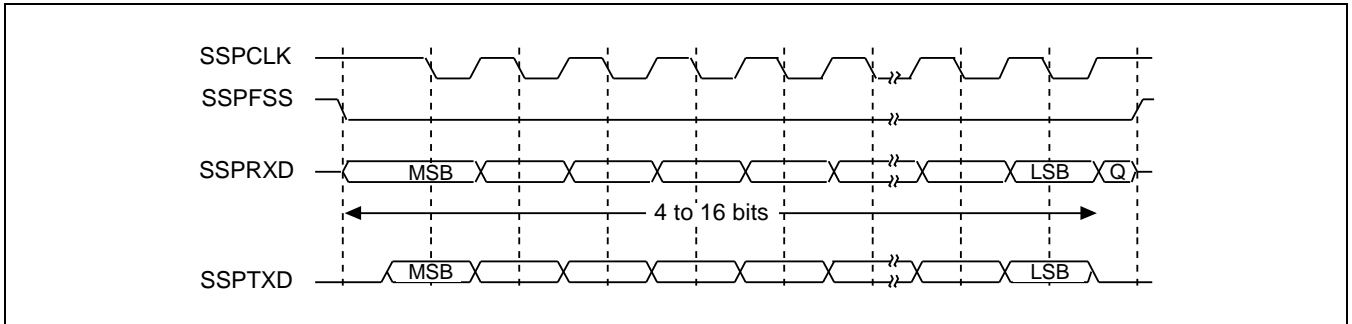 SSPCLK
SSPFSS
SSPRXD MSB LSB Q
4 to 16 bits
SSPTXD MSB LSB